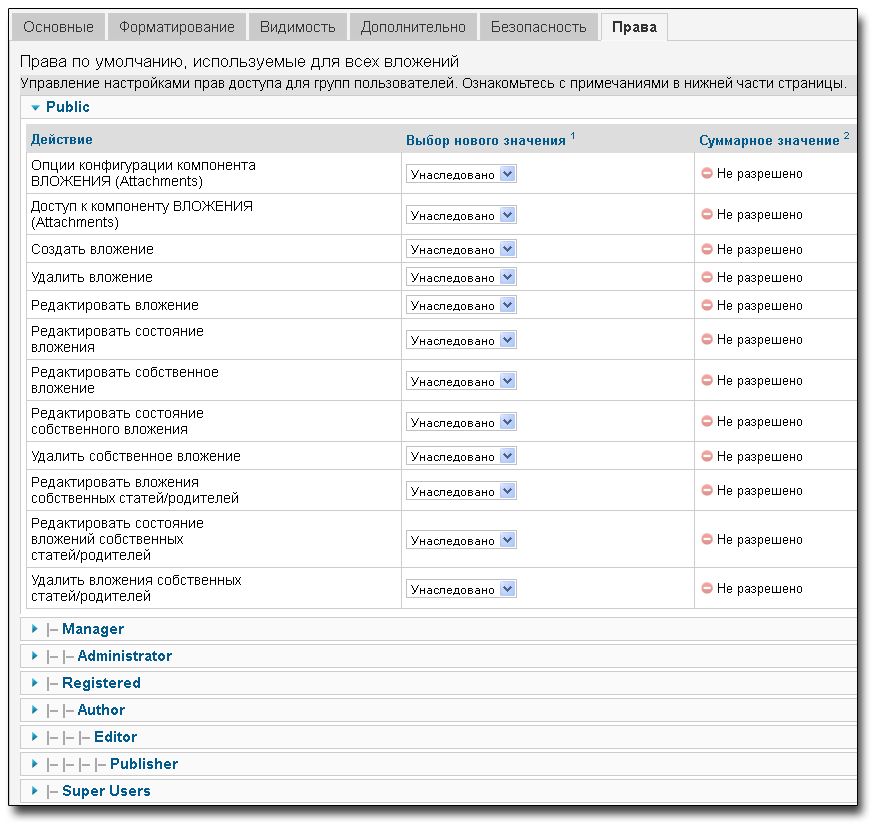 Основные Форматирование Видимость Дополнительно Безопасность Права
Права по умолчанию, используемые для всех вложений
Управление настройками прав доступа для групп пользователей. Ознакомьтесь с примечаниями в нижней части страницы.
Public
Действие Выбор нового значения 1 Суммарное значение 2
Опции конфигурации компонента
ВЛОЖЕНИЯ (Attachments) Унаследовано Не разрешено
Доступ к компоненту ВЛОЖЕНИЯ
(Attachments) Унаследовано Не разрешено
Создать вложение Унаследовано Не разрешено
Удалить вложение Унаследовано Не разрешено
Редактировать вложение Унаследовано Не разрешено
Редактировать состояние
вложения Унаследовано Не разрешено
Редактировать собственное
вложение Унаследовано Не разрешено
Редактировать состояние
собственного вложения Унаследовано Не разрешено
Удалить собственное вложение Унаследовано Не разрешено
Редактировать вложения
собственных статей/родителей Унаследовано Не разрешено
Редактировать состояние
вложений собственных
статей/родителей Унаследовано Не разрешено
Удалить вложения собственных
статей/родителей Унаследовано Не разрешено
|– Manager
|– |– Administrator
|– Registered
|– |– Author
|– |– |– Editor
|– |– |– |– Publisher
|– Super Users